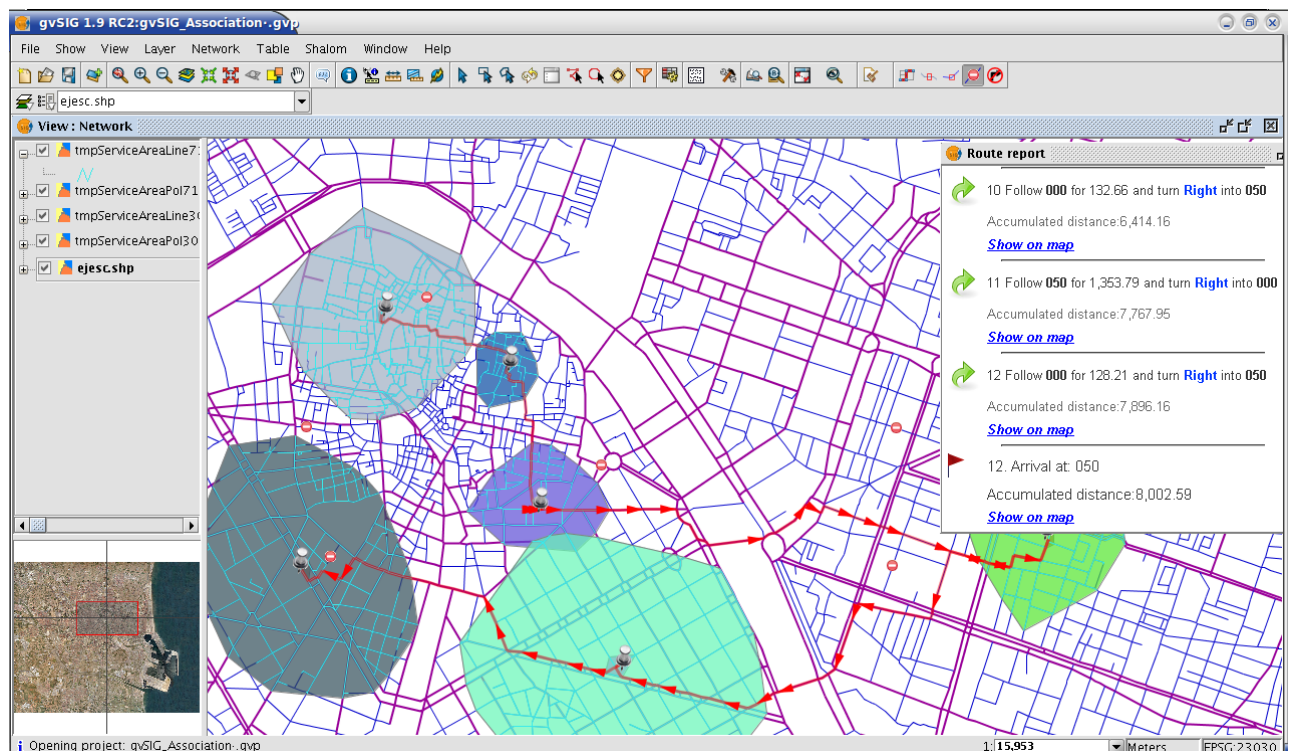 gvSIG 1.9 RC2:gvSIG_Association·.gvp
File Show View Layer Network Table Shalom Window Help
ejesc.shp
View : Network
tmpServiceAreaLine71
tmpServiceAreaPol71
tmpServiceAreaLine30
tmpServiceAreaPol30
ejesc.shp
Route report
10 Follow 000 for 132.66 and turn Right into 050
Accumulated distance:6,414.16
Show on map
11 Follow 050 for 1,353.79 and turn Right into 000
Accumulated distance:7,767.95
Show on map
12 Follow 000 for 128.21 and turn Right into 050
Accumulated distance:7,896.16
Show on map
12. Arrival at: 050
Accumulated distance:8,002.59
Show on map
Opening project: gvSIG_Association·.gvp
1: 15,953 Meters EPSG:23030